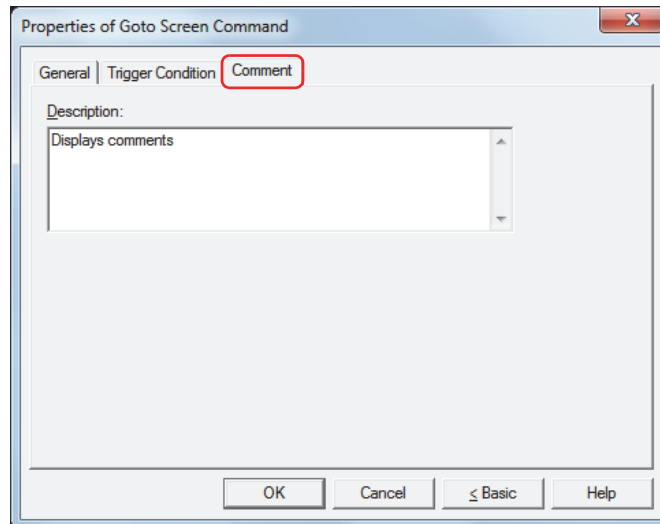 Properties of Goto Screen Command
x
General Trigger Condition Comment
Description:
Displays comments
OK Cancel < Basic Help